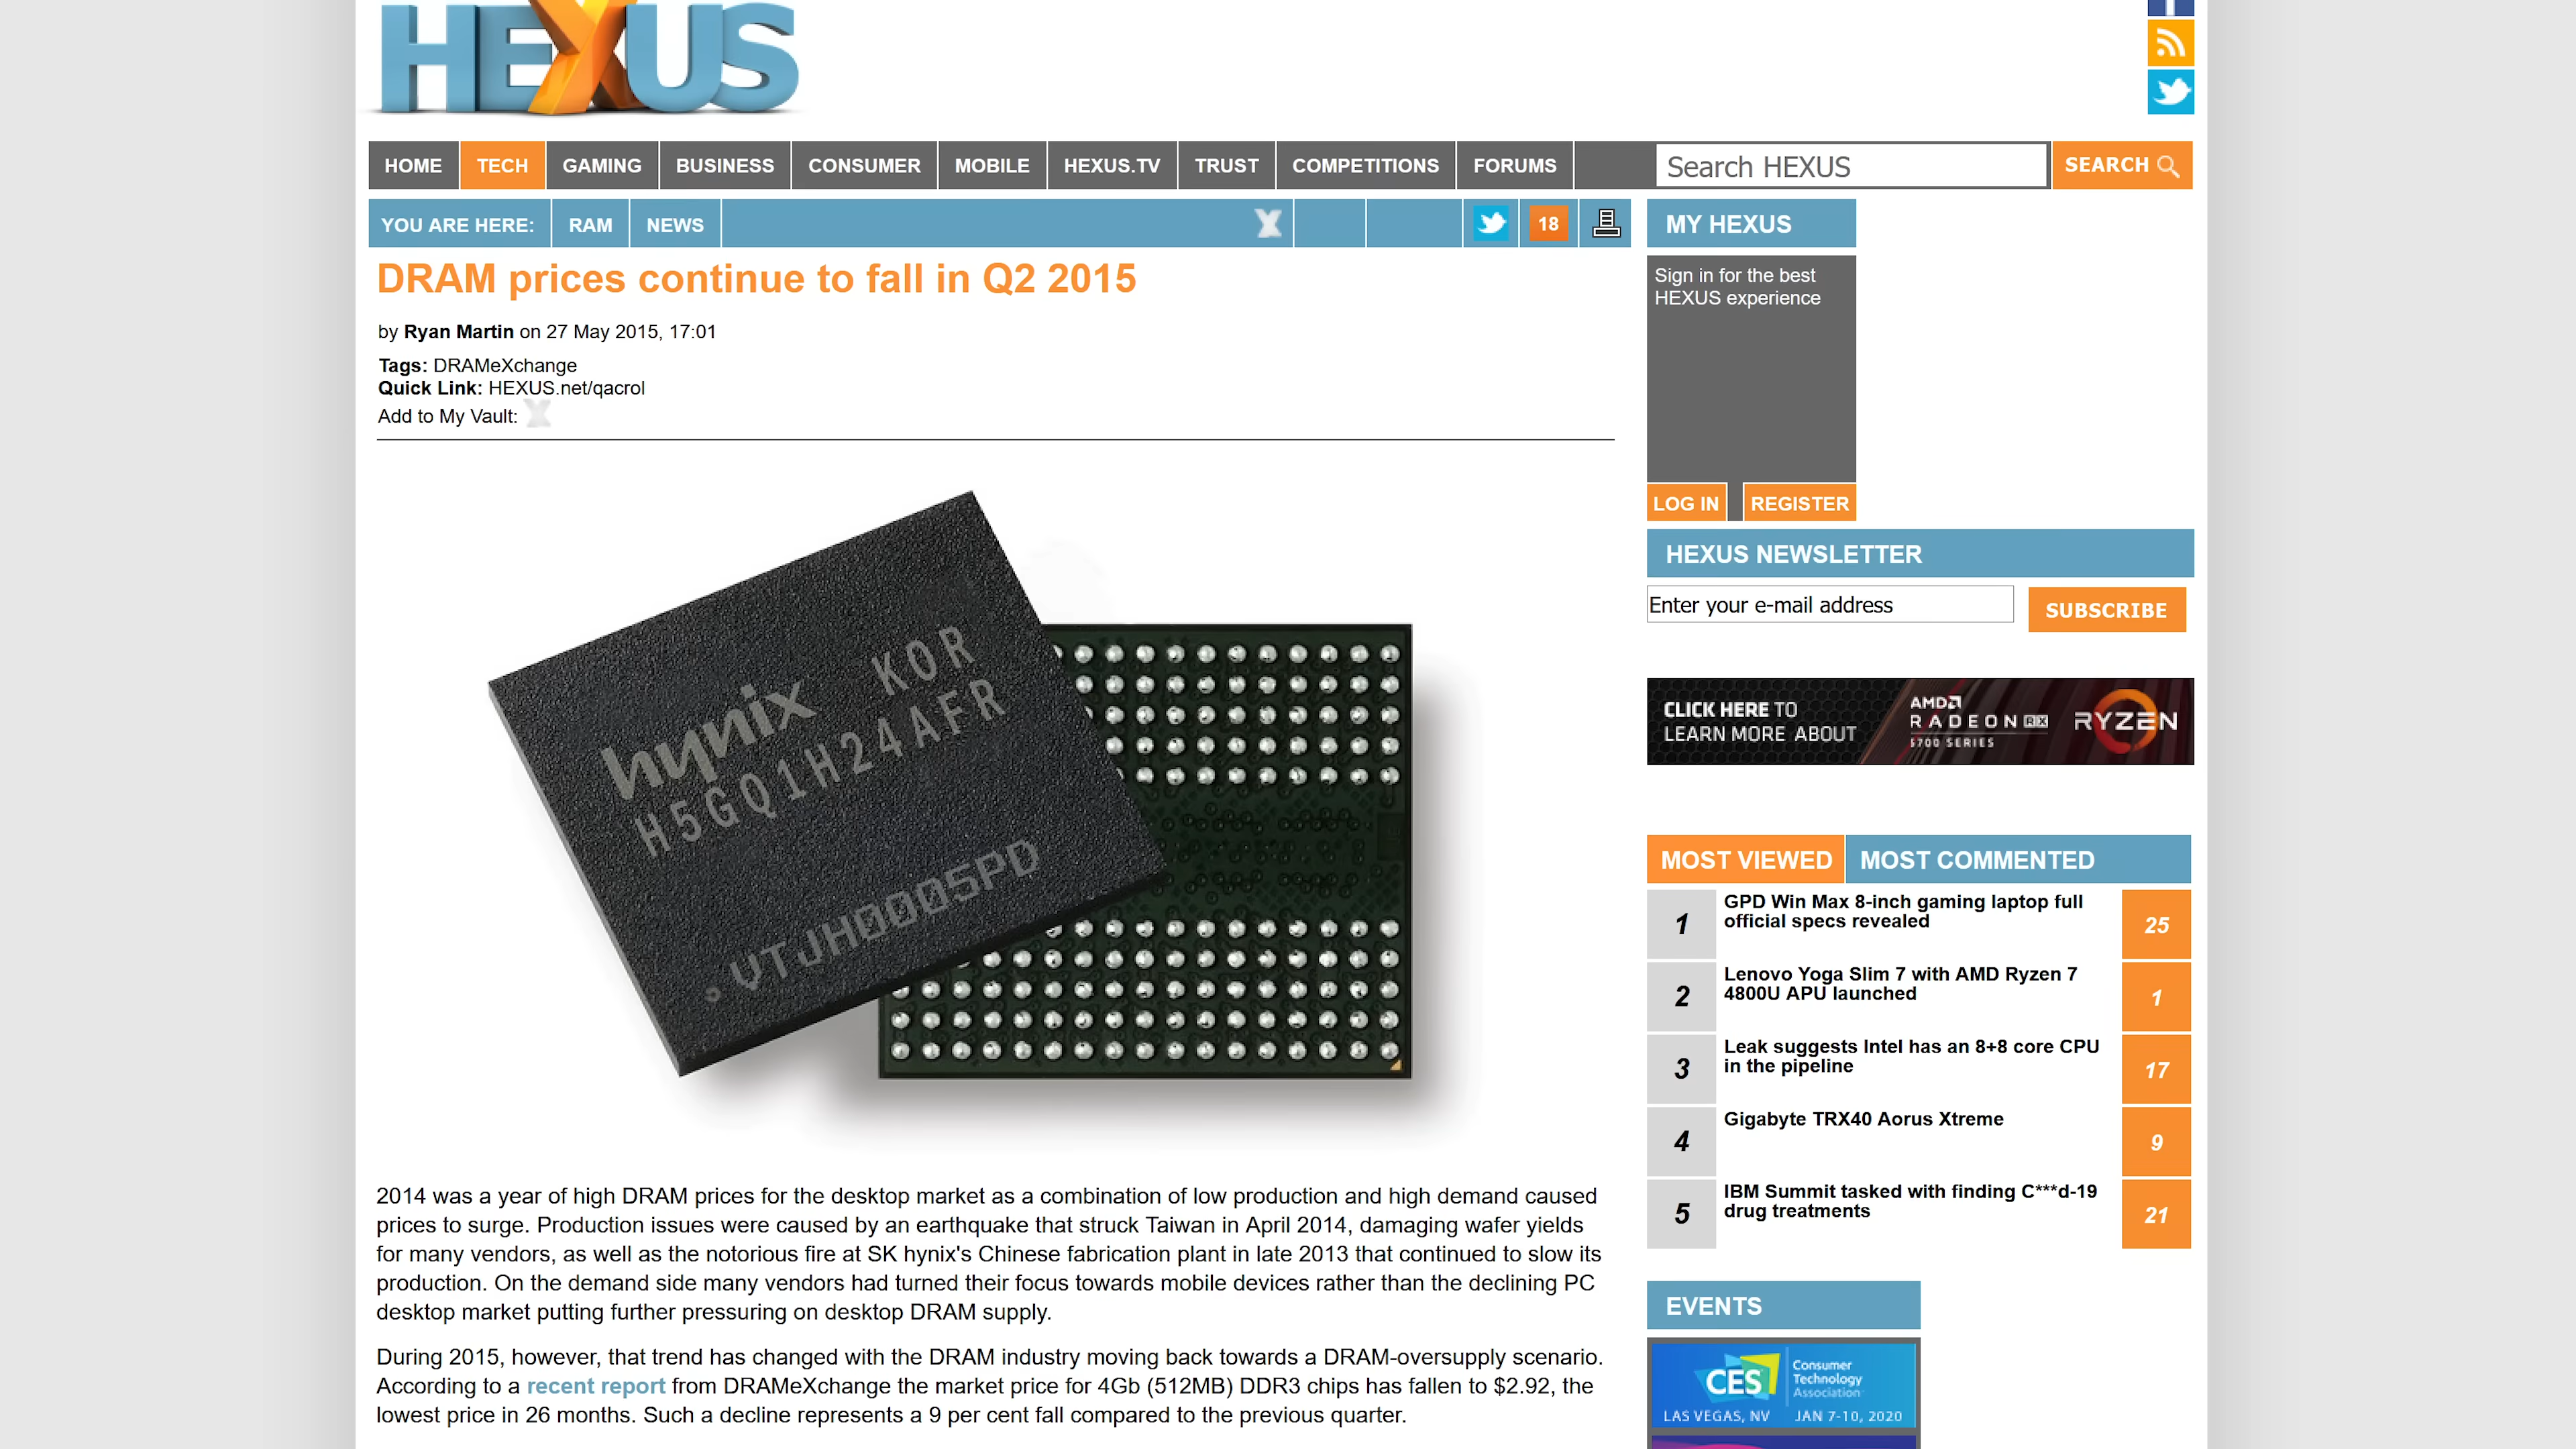 HEXUS
HOME TECH GAMING BUSINESS CONSUMER MOBILE HEXUS.TV TRUST COMPETITIONS FORUMS Search HEXUS SEARCH
YOU ARE HERE: RAM NEWS 18
DRAM prices continue to fall in Q2 2015
by Ryan Martin on 27 May 2015, 17:01
Tags: DRAMeXchange
Quick Link: HEXUS.net/qacrol
Add to My Vault:
hynix KOR
H5GQ1H24AFR
VTJH0005PD
2014 was a year of high DRAM prices for the desktop market as a combination of low production and high demand caused
prices to surge. Production issues were caused by an earthquake that struck Taiwan in April 2014, damaging wafer yields
for many vendors, as well as the notorious fire at SK hynix's Chinese fabrication plant in late 2013 that continued to slow its
production. On the demand side many vendors had turned their focus towards mobile devices rather than the declining PC
desktop market putting further pressuring on desktop DRAM supply.
During 2015, however, that trend has changed with the DRAM industry moving back towards a DRAM-oversupply scenario.
According to a recent report from DRAMeXchange the market price for 4Gb (512MB) DDR3 chips has fallen to $2.92, the
lowest price in 26 months. Such a decline represents a 9 per cent fall compared to the previous quarter.
MY HEXUS
Sign in for the best
HEXUS experience
LOG IN REGISTER
HEXUS NEWSLETTER
Enter your e-mail address SUBSCRIBE
CLICK HERE TO
LEARN MORE ABOUT
AMD
RADEON RX
5700 SERIES
RYZEN
MOST VIEWED MOST COMMENTED
1 GPD Win Max 8-inch gaming laptop full
official specs revealed 25
2 Lenovo Yoga Slim 7 with AMD Ryzen 7
4800U APU launched 1
3 Leak suggests Intel has an 8+8 core CPU
in the pipeline 17
4 Gigabyte TRX40 Aorus Xtreme 9
5 IBM Summit tasked with finding C***d-19
drug treatments 21
EVENTS
CES
Consumer
Technology
Association
LAS VEGAS, NV JAN 7-10, 2020